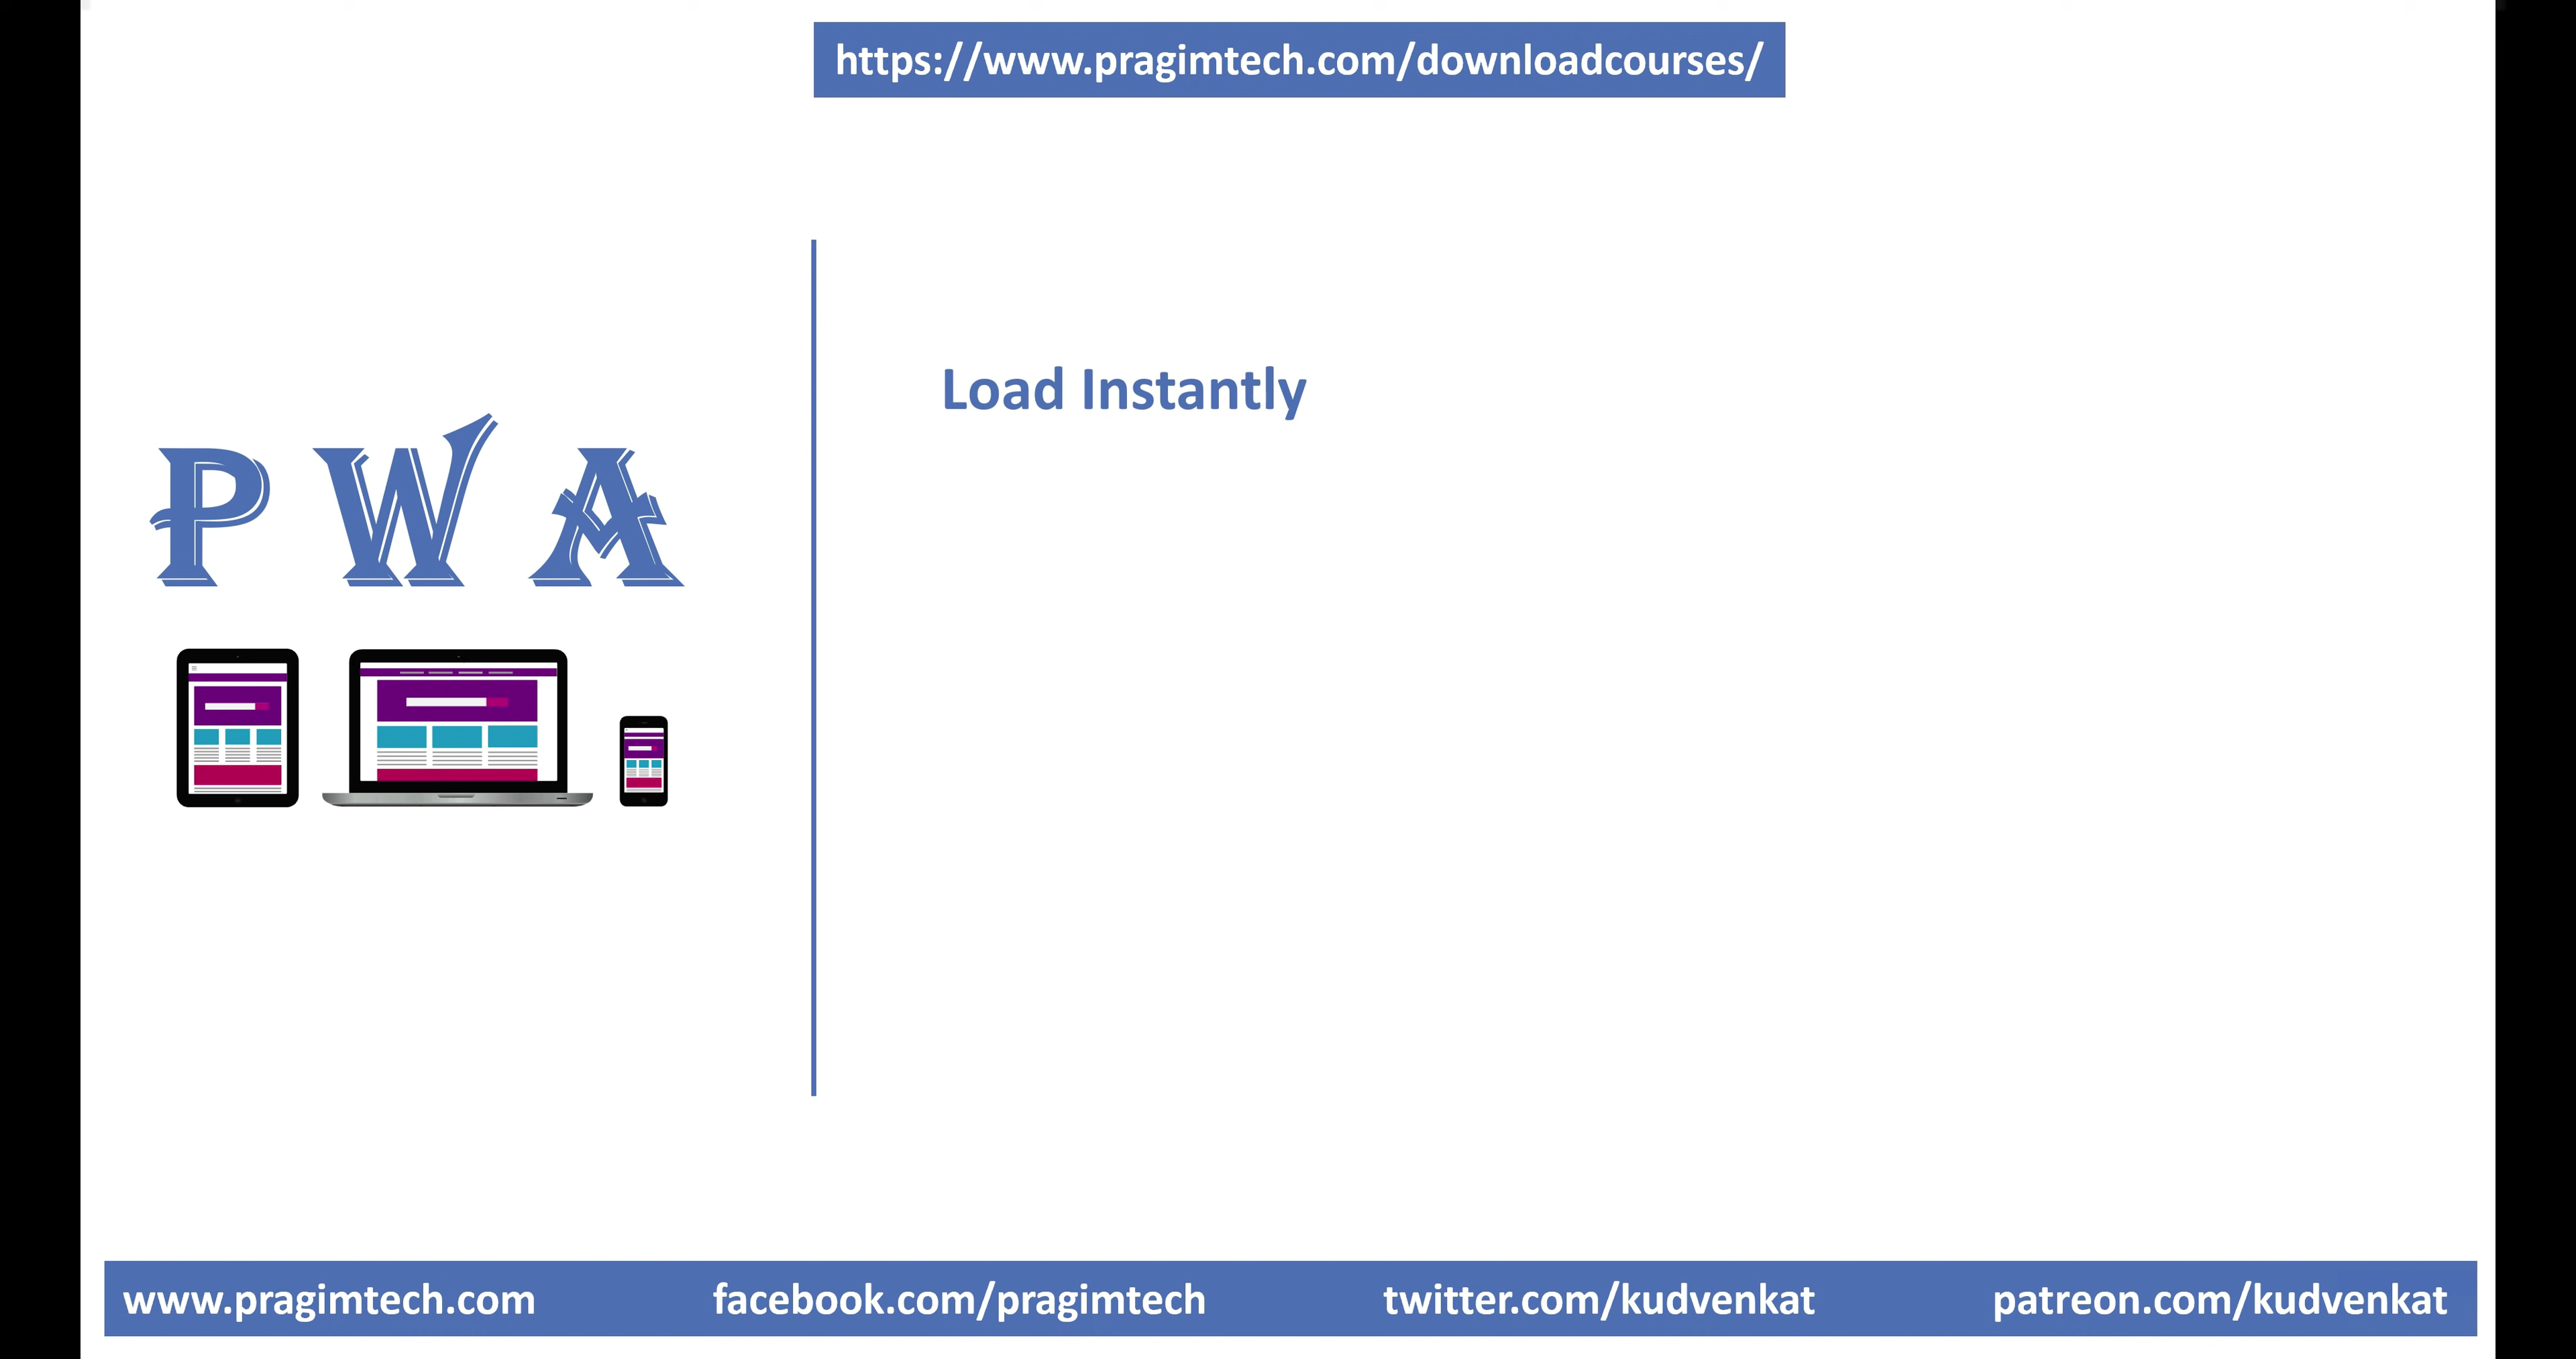 https://www.pragimtech.com/downloadcourses/
Load Instantly
PWA
www.pragimtech.com facebook.com/pragimtech twitter.com/kudvenkat patreon.com/kudvenkat